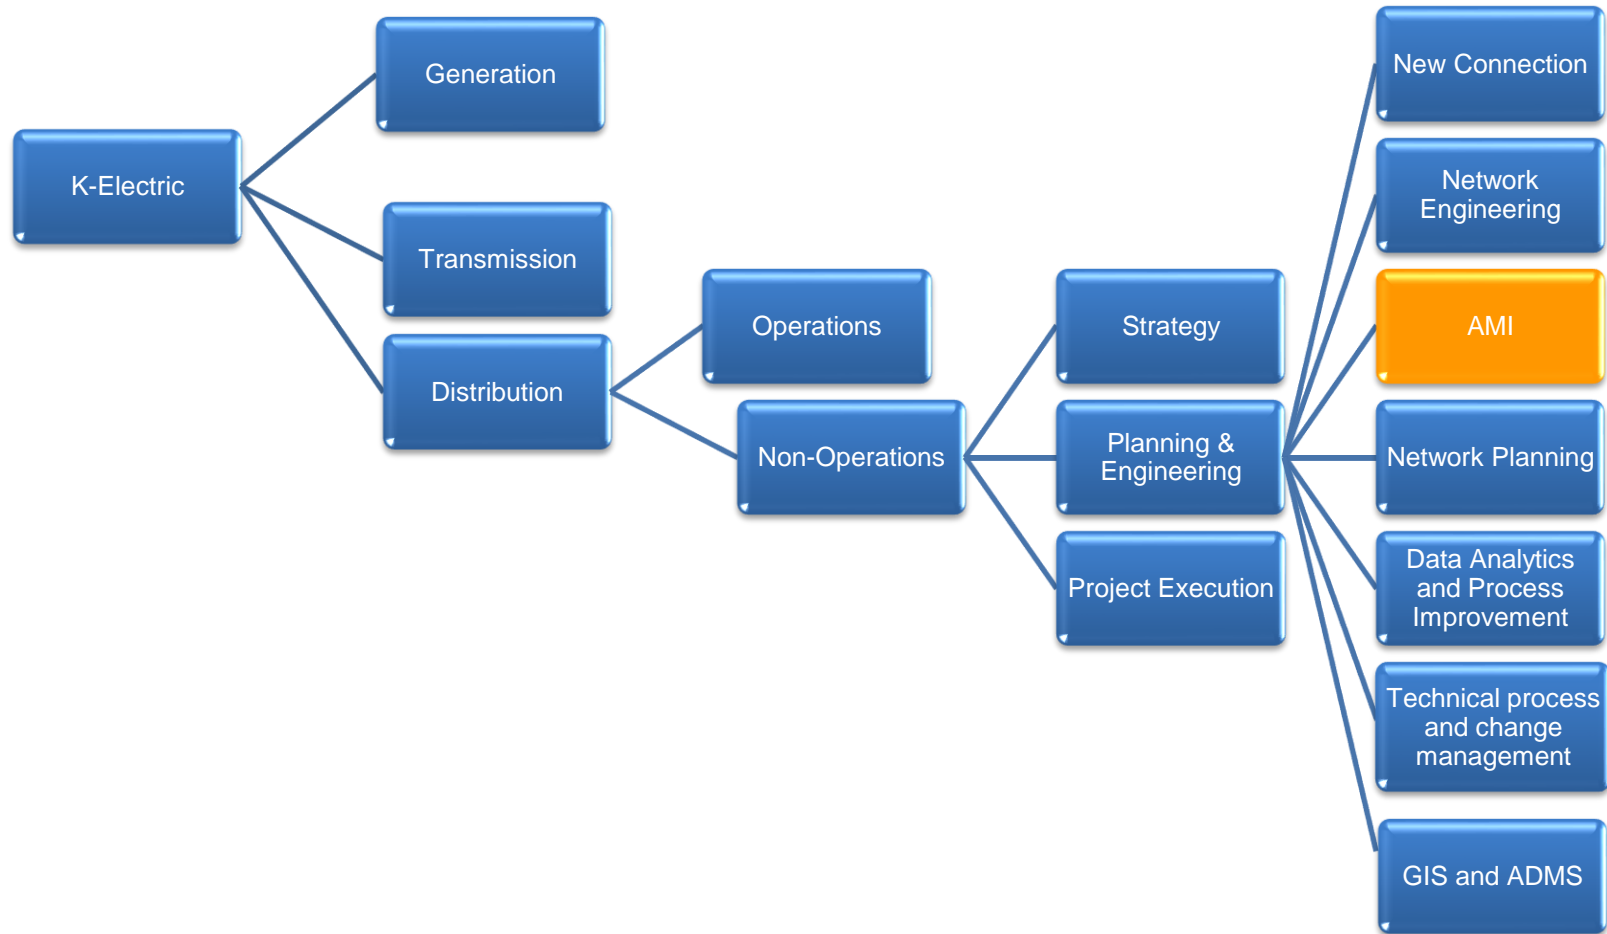 K-Electric
Generation
Transmission
Distribution
Operations
Non-Operations
Strategy
Planning &
Engineering
Project Execution
New Connection
Network
Engineering
AMI
Network Planning
Data Analytics
and Process
Improvement
Technical process
and change
management
GIS and ADMS